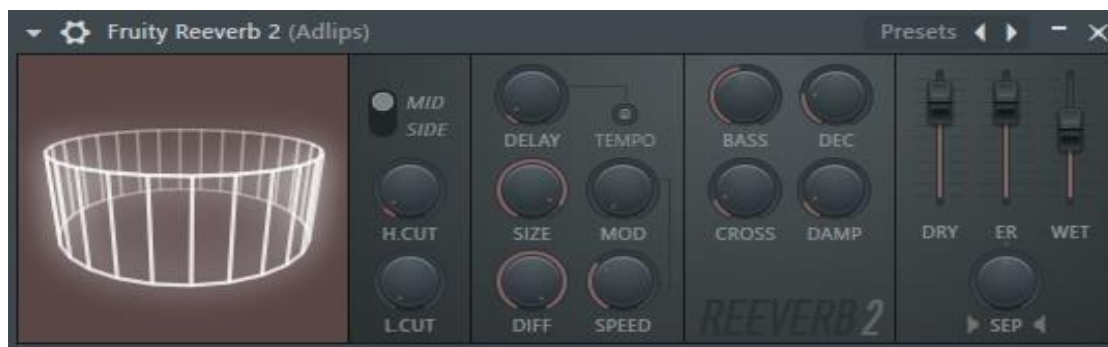 Fruity Reeverb 2 (Adlips)
Presets
MID
SIDE
H.CUT
L.CUT
DELAY
TEMPO
SIZE
MOD
DIFF
SPEED
BASS
DEC
CROSS
DAMP
REEVERB 2
DRY
ER
WET
SEP